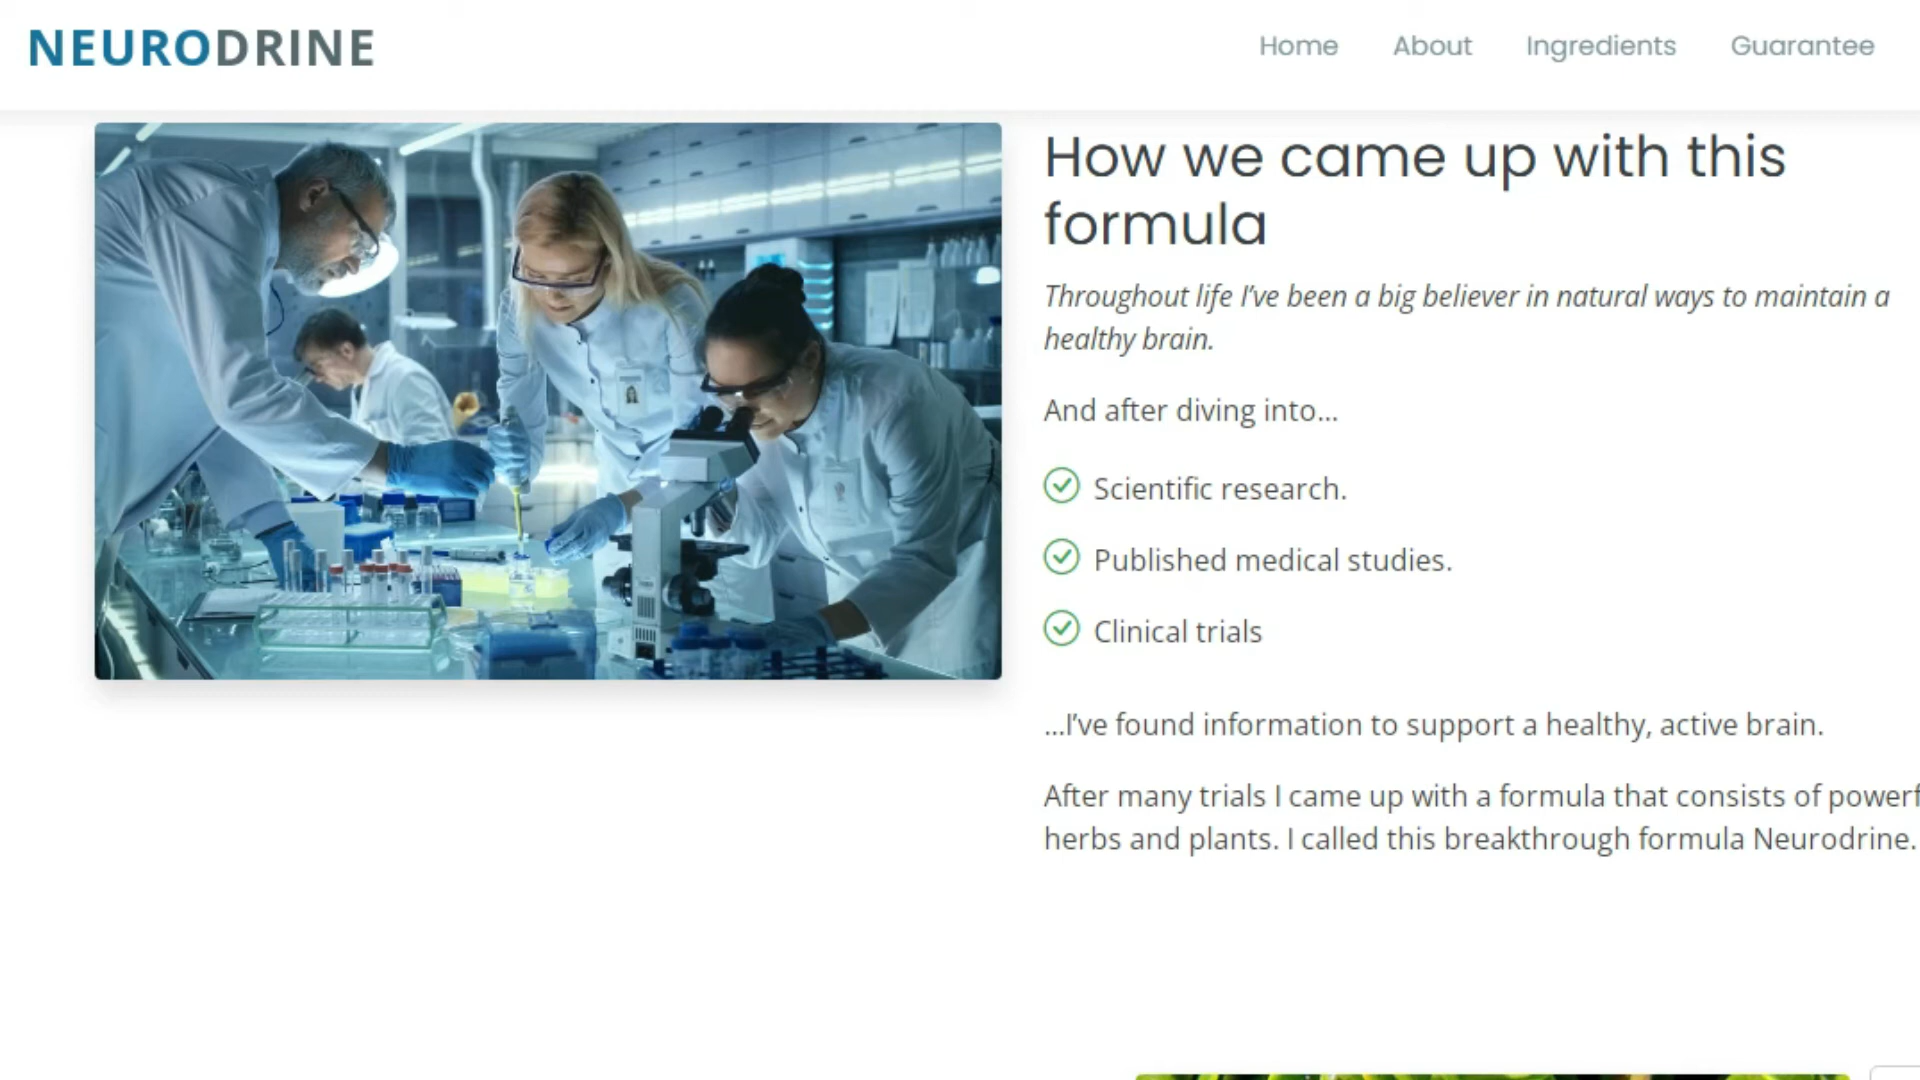 NEURODRINE
Home About Ingredients Guarantee
How we came up with this
formula
Throughout life I’ve been a big believer in natural ways to maintain a
healthy brain.
And after diving into...
Scientific research.
Published medical studies.
Clinical trials
...I’ve found information to support a healthy, active brain.
After many trials I came up with a formula that consists of powerf
herbs and plants. I called this breakthrough formula Neurodrine.